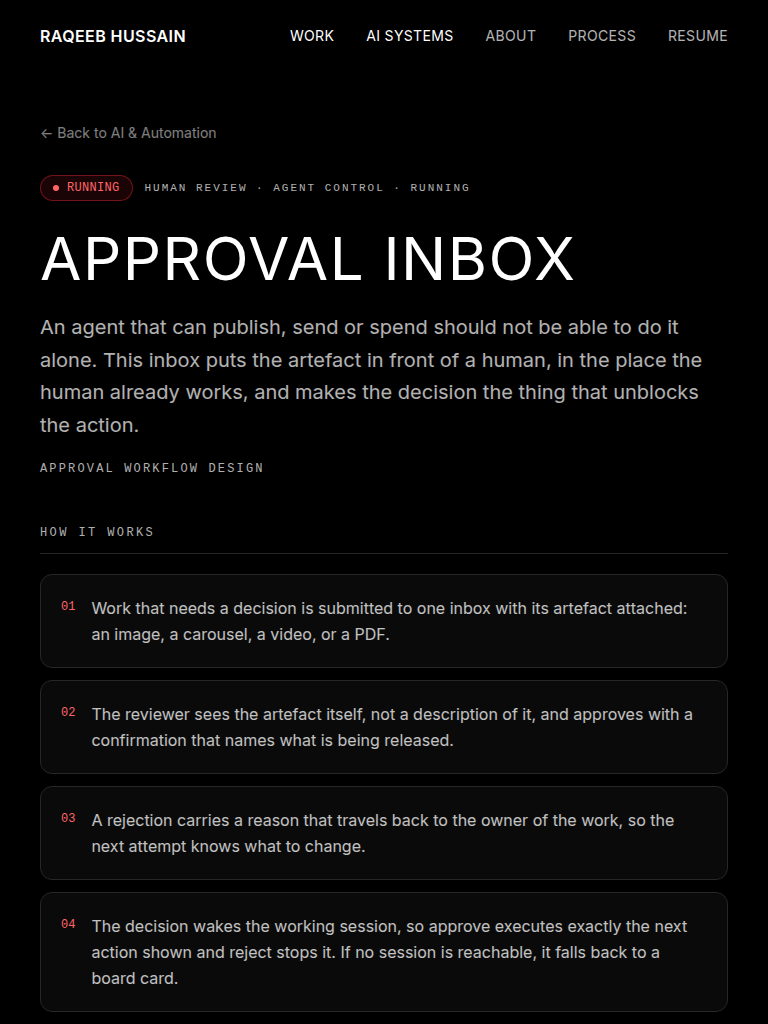 RAQEEB HUSSAIN
WORK
AI SYSTEMS
ABOUT
PROCESS
RESUME
← Back to AI & Automation
RUNNING
HUMAN REVIEW · AGENT CONTROL · RUNNING
APPROVAL INBOX
An agent that can publish, send or spend should not be able to do it
alone. This inbox puts the artefact in front of a human, in the place the
human already works, and makes the decision the thing that unblocks
the action.
APPROVAL WORKFLOW DESIGN
HOW IT WORKS
01 Work that needs a decision is submitted to one inbox with its artefact attached:
an image, a carousel, a video, or a PDF.
02 The reviewer sees the artefact itself, not a description of it, and approves with a
confirmation that names what is being released.
03 A rejection carries a reason that travels back to the owner of the work, so the
next attempt knows what to change.
04 The decision wakes the working session, so approve executes exactly the next
action shown and reject stops it. If no session is reachable, it falls back to a
board card.